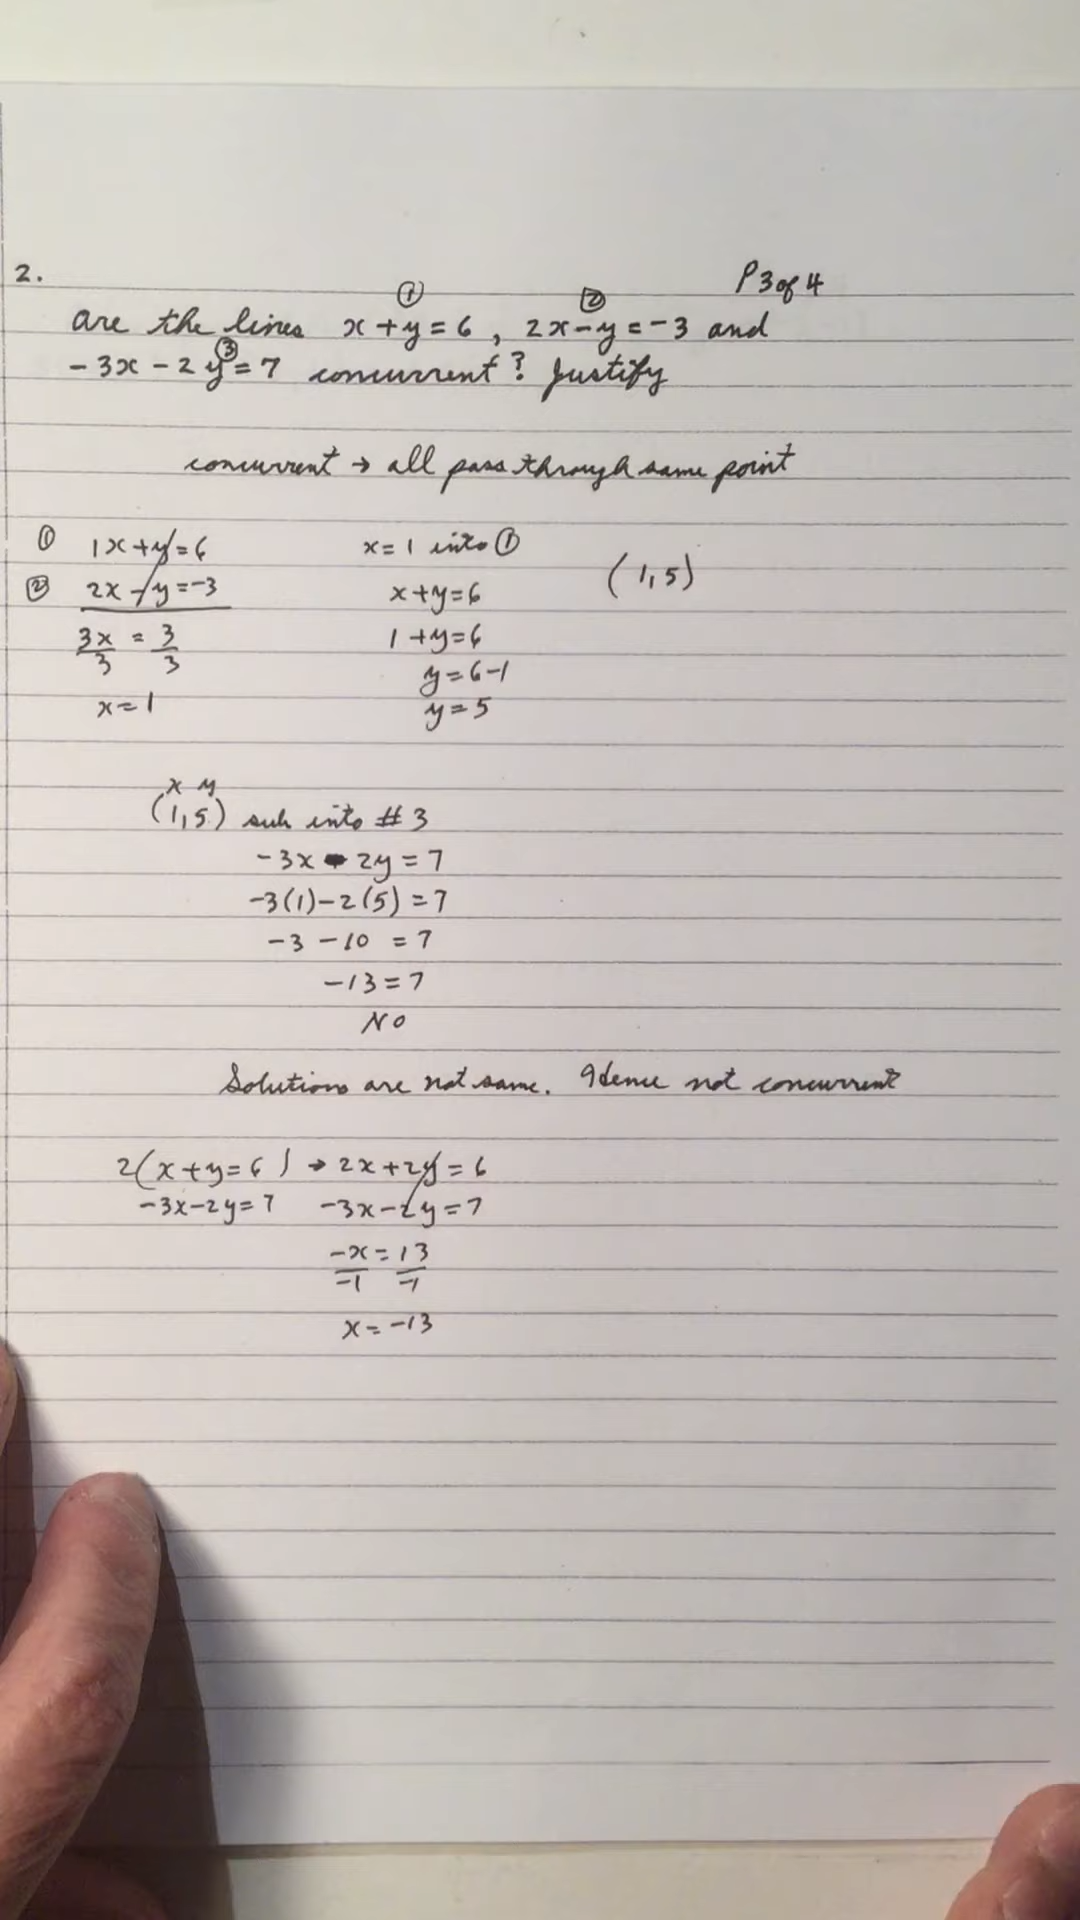 2.
P 3 of 4
① ②
are the lines x + y = 6 , 2x - y = -3 and
③
-3x - 2y = 7 concurrent? Justify
concurrent → all pass through same point
① 1x + y = 6 x = 1 into ①
② 2x - y = -3 x + y = 6 (1, 5)
3x/3 = 3/3 1 + y = 6
y = 6 - 1
x = 1 y = 5
x y
(1, 5) sub into # 3
-3x - 2y = 7
-3(1) - 2(5) = 7
-3 - 10 = 7
-13 = 7
NO
Solutions are not same. Hence not concurrent
2(x + y = 6) → 2x + 2y = 6
-3x - 2y = 7 -3x - 2y = 7
-x/-1 = 13/-1
x = -13